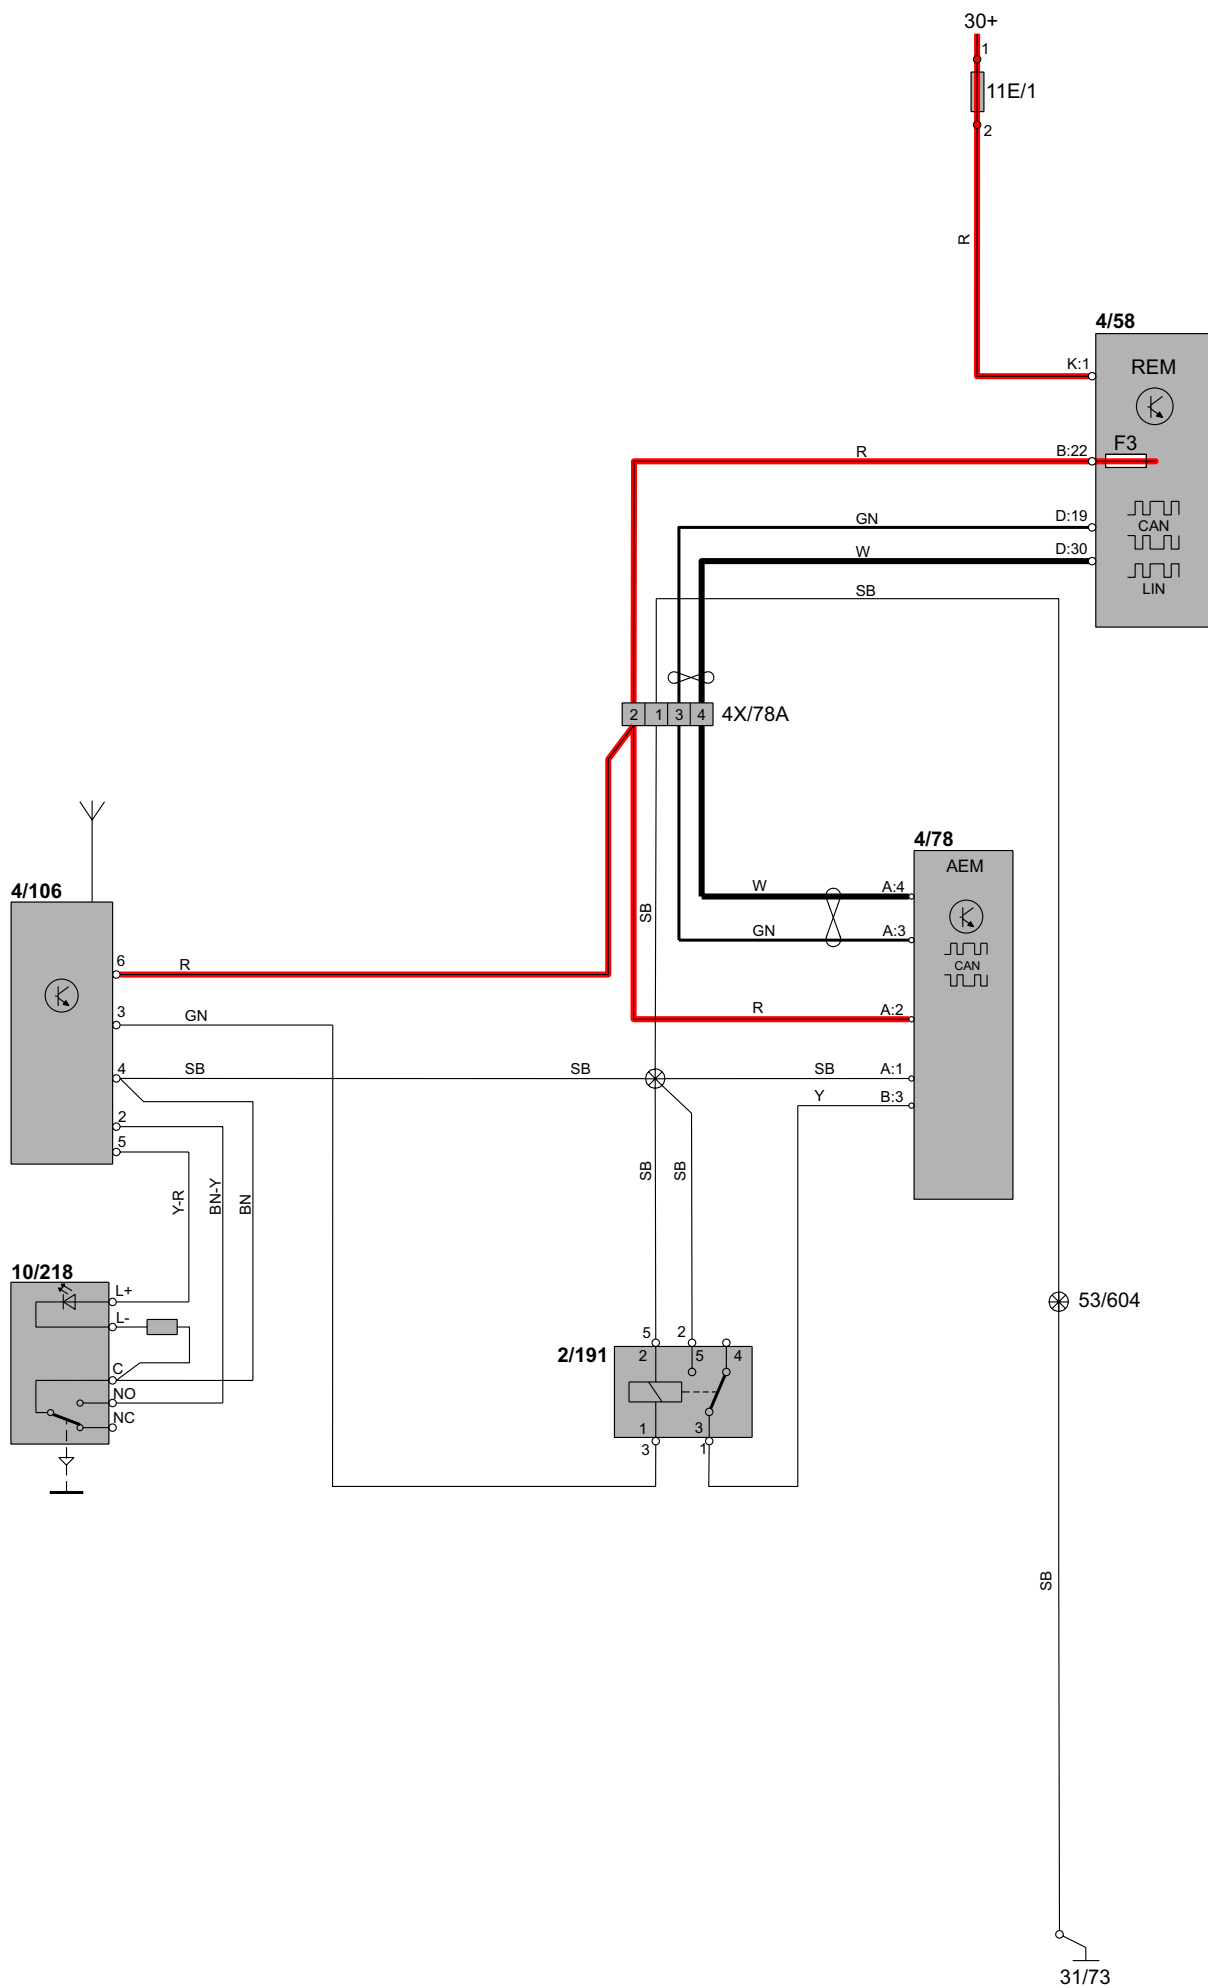 30+
1
11E/1
2
R
4/58
K:1
REM
F3
R
B:22
GN
D:19
CAN
W
D:30
LIN
SB
2 1 3 4
4X/78A
4/78
AEM
4/106
W
A:4
SB
GN
A:3
CAN
6
R
R
A:2
3
GN
4
SB
SB
SB
A:1
Y
B:3
2
5
Y-R
BN-Y
BN
SB
SB
10/218
L+
L-
C
NO
NC
53/604
5
2
2/191
2
5
4
1
3
3
1
SB
31/73